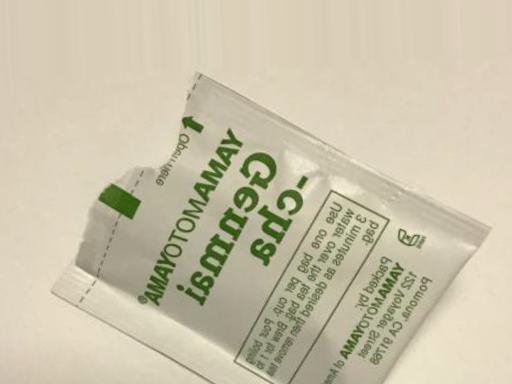 Open here
YAMAMOTOYAMA®
Genmai
-cha
Use one bag per cup. Pour boiling
water over the tea bag. Brew for 1 to
3 minutes as desired then remove tea
bag.
Packed by:
YAMAMOTOYAMA of
122 Voyager Street
Pomona, CA 91768